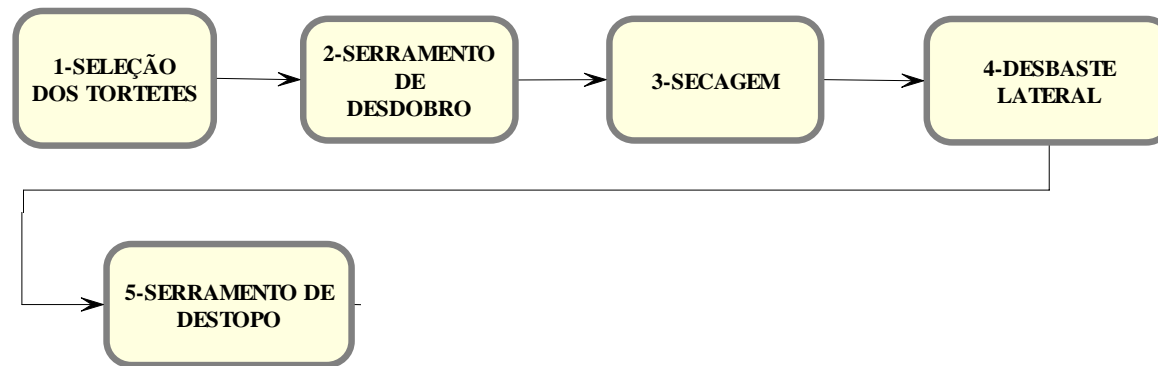 1-SELEÇÃO
DOS TORTETES
2-SERRAMENTO
DE
DESDOBRO
3-SECAGEM
4-DESBASTE
LATERAL
5-SERRAMENTO DE
DESTOPO